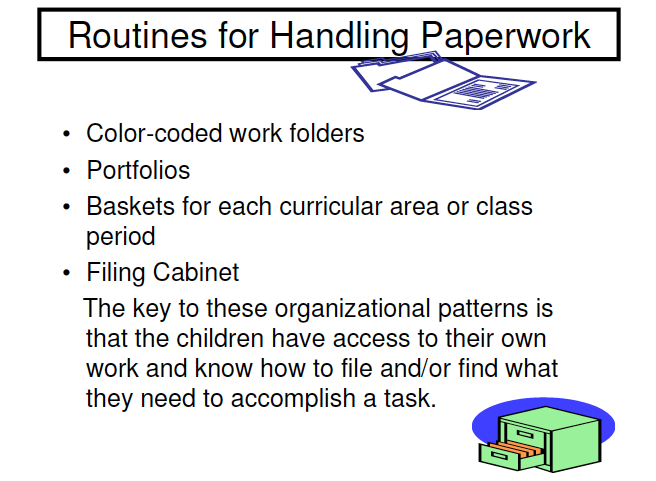 Routines for Handling Paperwork
• Color-coded work folders
• Portfolios
• Baskets for each curricular area or class
period
• Filing Cabinet
The key to these organizational patterns is
that the children have access to their own
work and know how to file and/or find what
they need to accomplish a task.